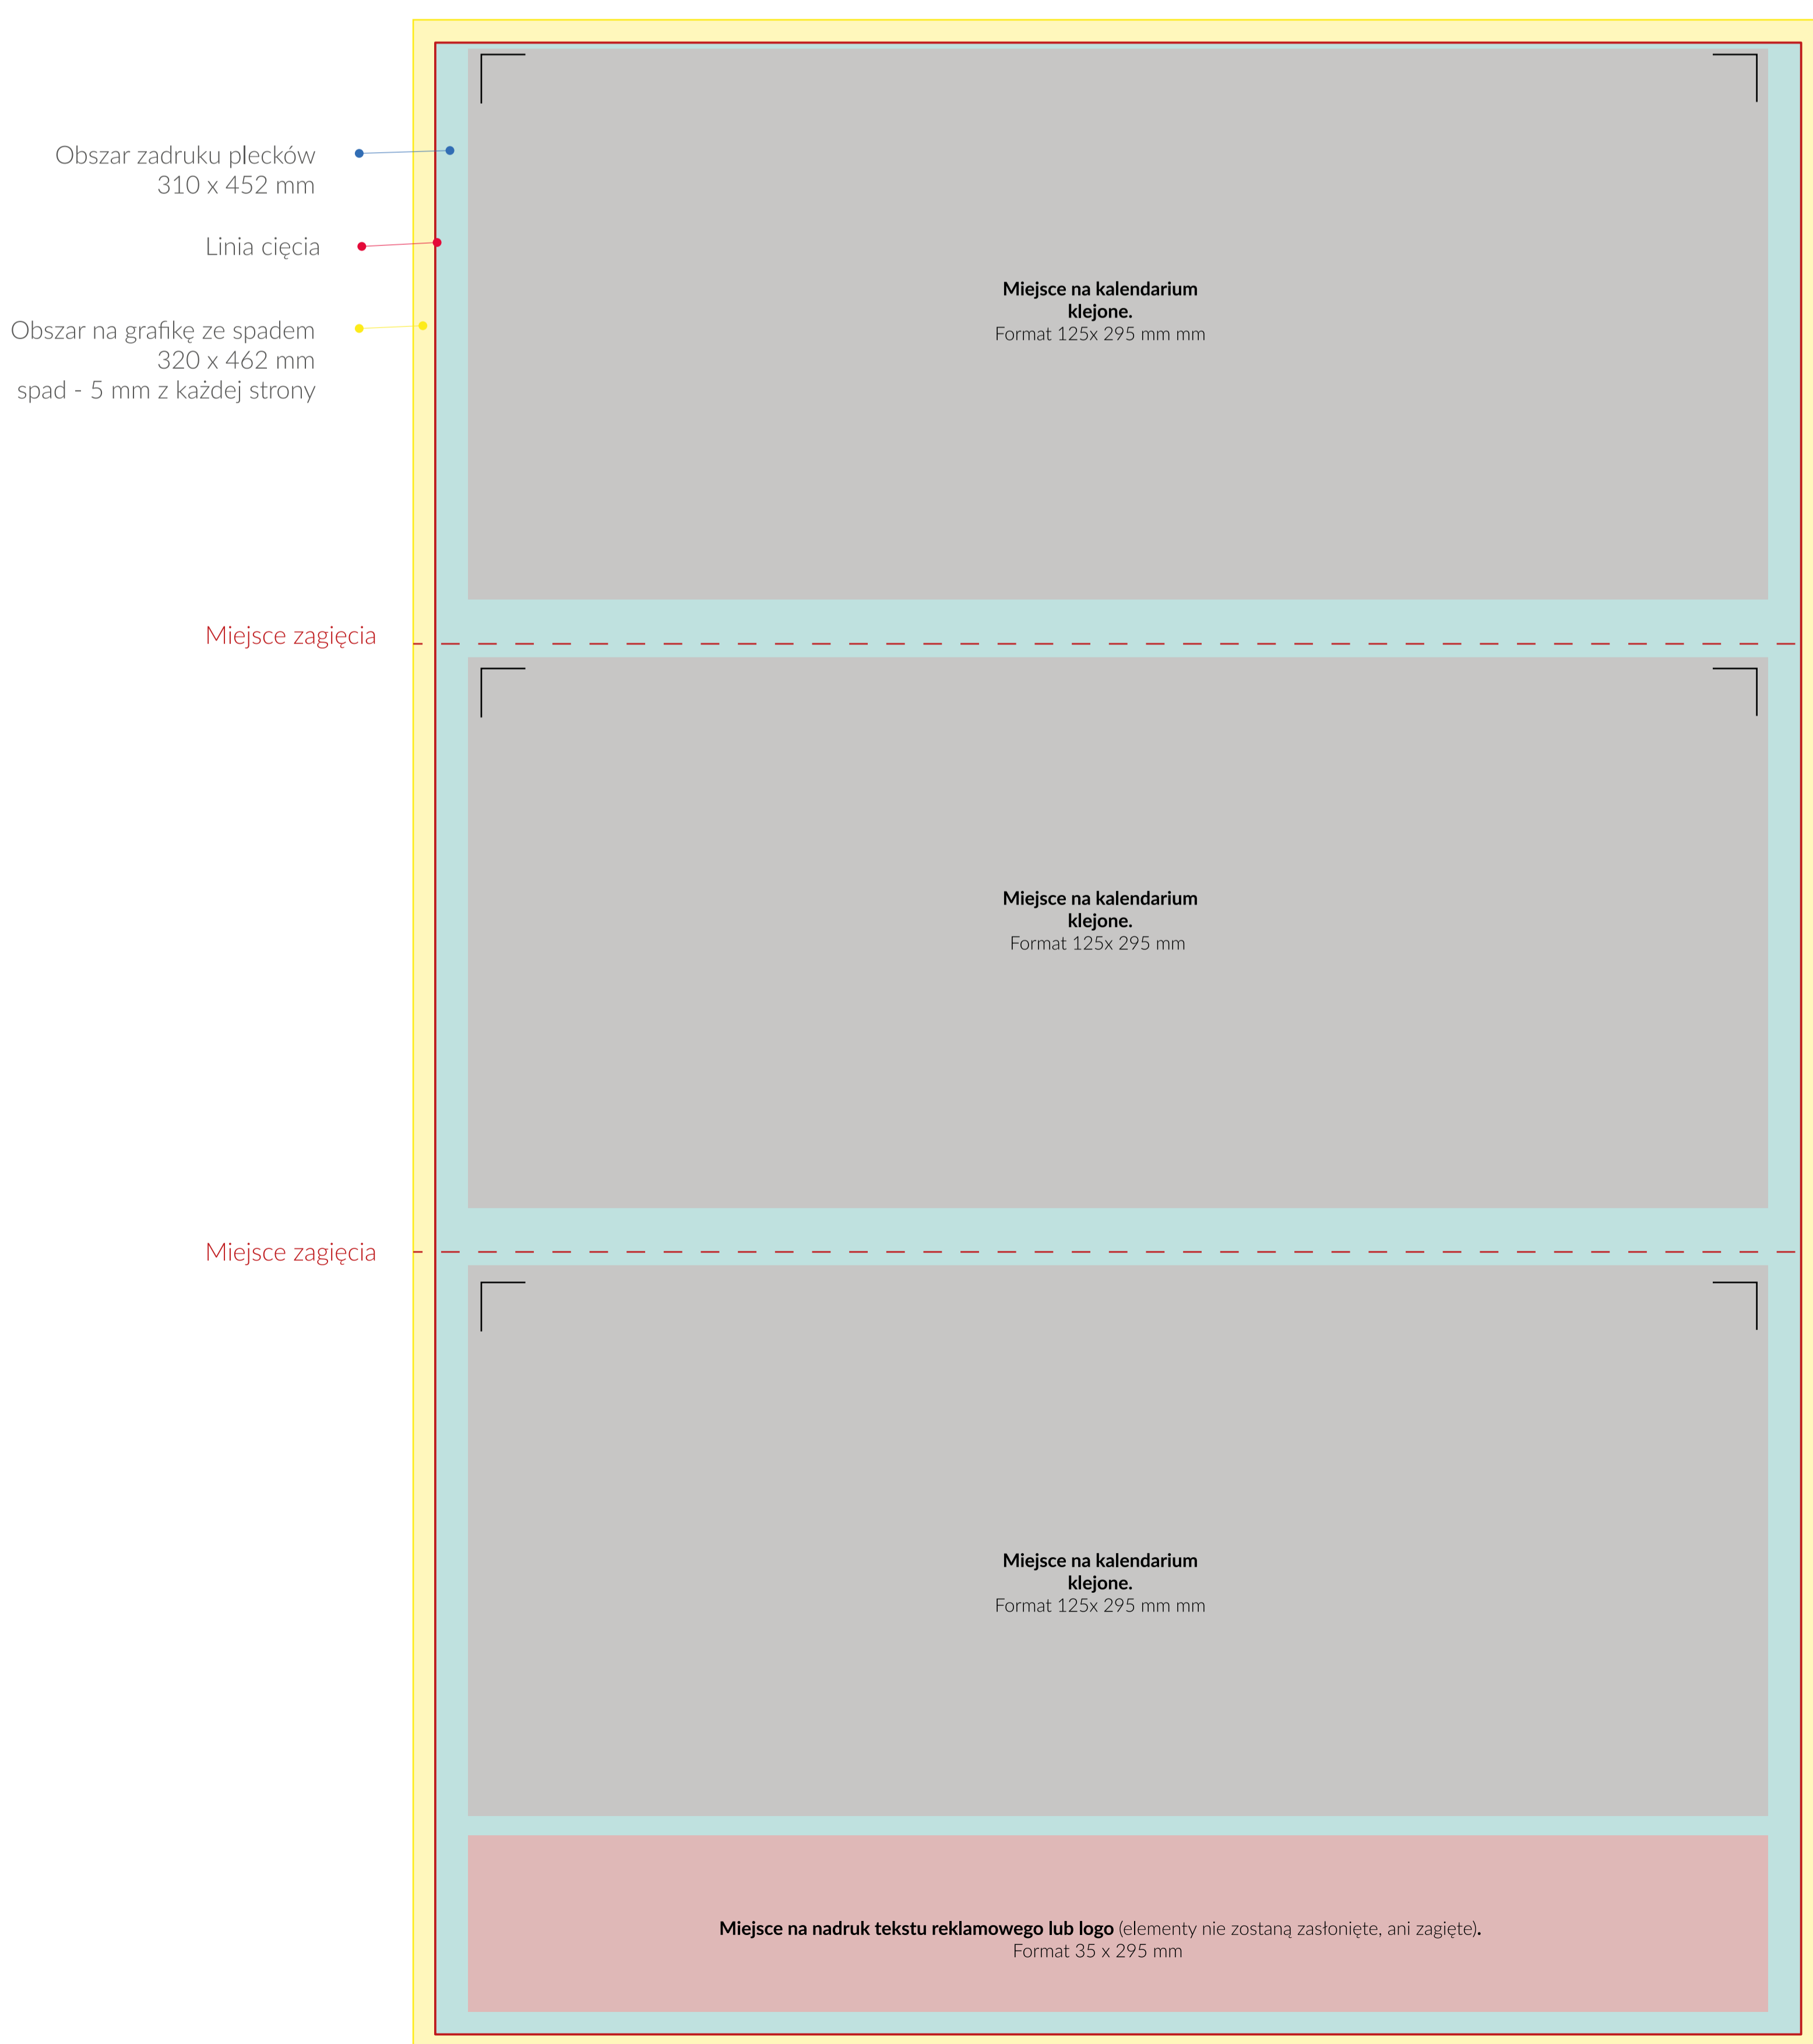 Obszar zadruku plecków
310 x 452 mm
Linia cięcia
Obszar na grafikę ze spadem
320 x 462 mm
spad - 5 mm z każdej strony
Miejsce na kalendarium
klejone.
Format 125x 295 mm mm
Miejsce zagięcia
Miejsce na kalendarium
klejone.
Format 125x 295 mm
Miejsce zagięcia
Miejsce na kalendarium
klejone.
Format 125x 295 mm mm
Miejsce na nadruk tekstu reklamowego lub logo (elementy nie zostaną zasłonięte, ani zagięte).
Format 35 x 295 mm